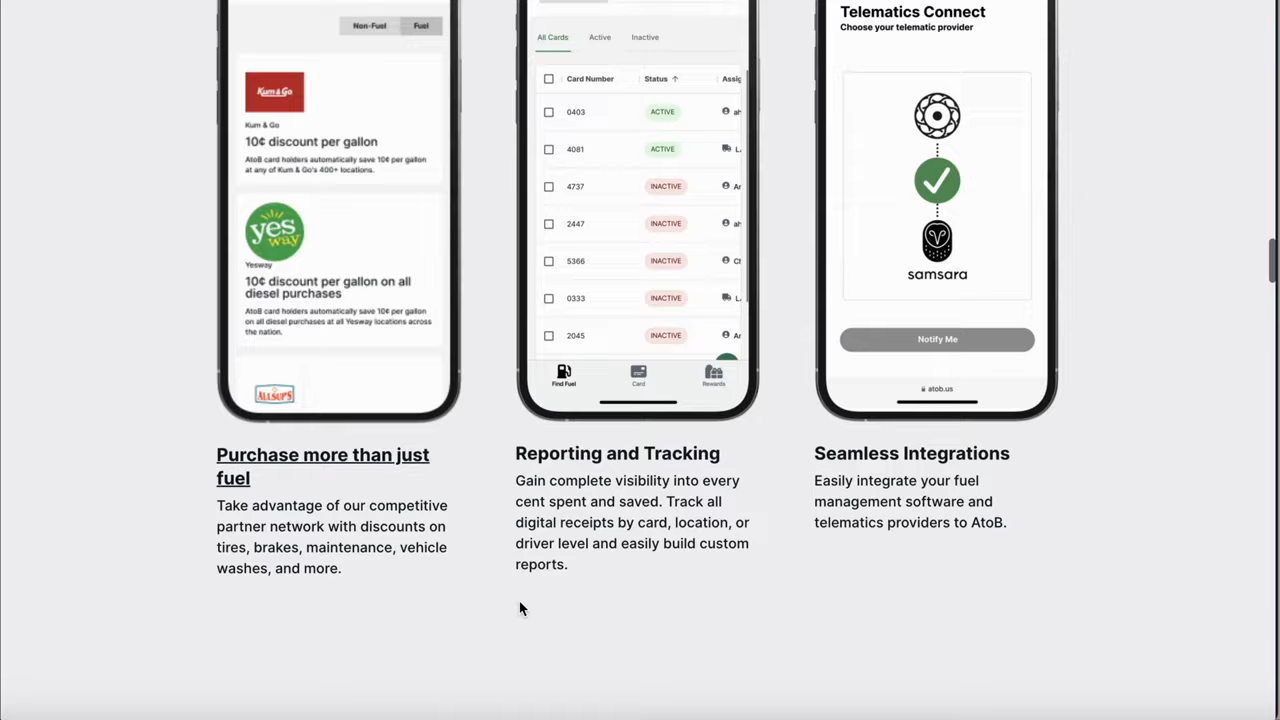 Non-Fuel Fuel
Kum & Go
Kum & Go
10¢ discount per gallon
AtoB card holders automatically save 10¢ per gallon
at any of Kum & Go's 400+ locations.
yes
way
Yesway
10¢ discount per gallon on all
diesel purchases
AtoB card holders automatically save 10¢ per gallon
on all diesel purchases at all Yesway locations across
the nation.
ALLSUP'S
All Cards Active Inactive
Card Number Status Assig
0403 ACTIVE ah
4081 ACTIVE L
4737 INACTIVE Ar
2447 INACTIVE ah
5366 INACTIVE Ch
0333 INACTIVE L
2045 INACTIVE Ar
Find Fuel Card Rewards
Telematics Connect
Choose your telematic provider
samsara
Notify Me
atob.us
Purchase more than just
fuel
Take advantage of our competitive
partner network with discounts on
tires, brakes, maintenance, vehicle
washes, and more.
Reporting and Tracking
Gain complete visibility into every
cent spent and saved. Track all
digital receipts by card, location, or
driver level and easily build custom
reports.
Seamless Integrations
Easily integrate your fuel
management software and
telematics providers to AtoB.